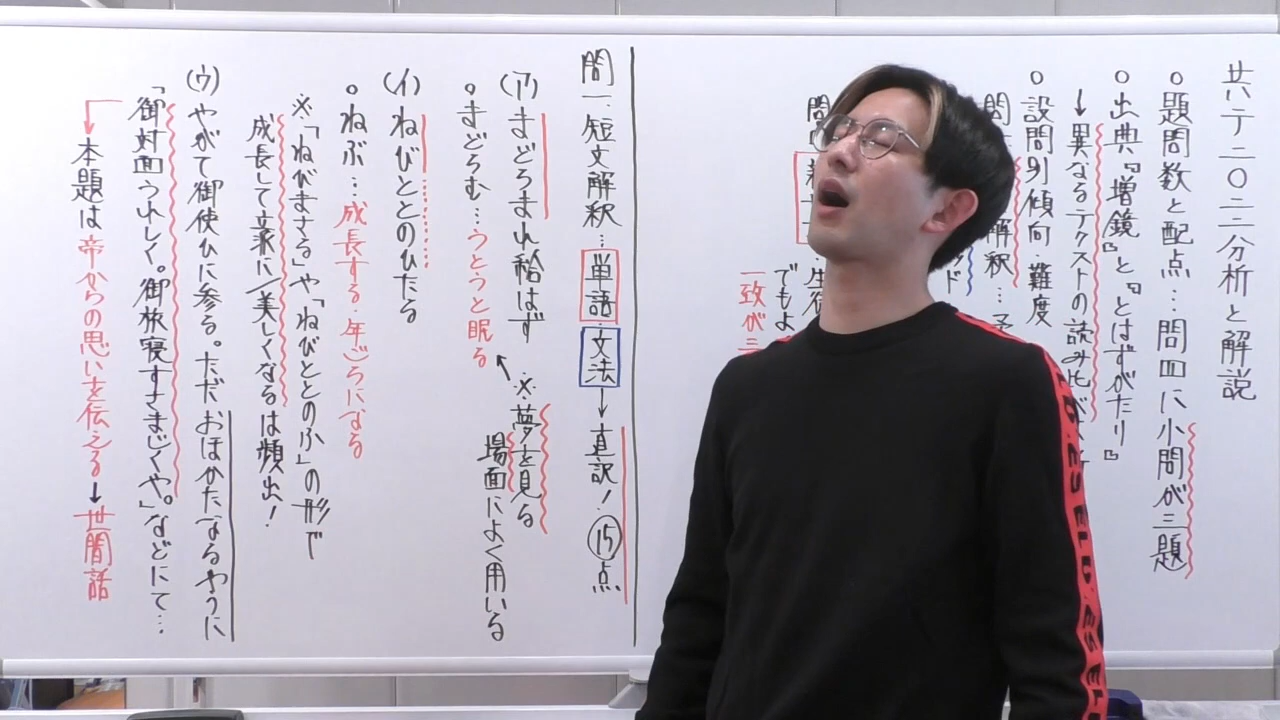 共テ二〇二二分析と解説
○題問数と配点…問四に小問が三題
○出典『増鏡』と『とはずがたり』
↓異なるテクストの読み比べ
○設問別傾向・難度
解釈…予
ド
でもよ
一致が三
問一 短文解釈…単語・文法→直訳！⑮点
(ア)まどろまれ給はず
○まどろむ…うとうと眠る
※夢を見る
場面によく用いる
(イ)ねびととのひたる
○ねぶ…成長する・年ごろになる
※「ねびまさる」や「ねびととのふ」の形で
成長して立派に/美しくなるは頻出！
(ウ)やがて御使ひに参る。ただおほかたなるやうに
「御対面うれしく。御旅寝すさまじくや。」などにて…
→本題は帝からの思いを伝える→世間話